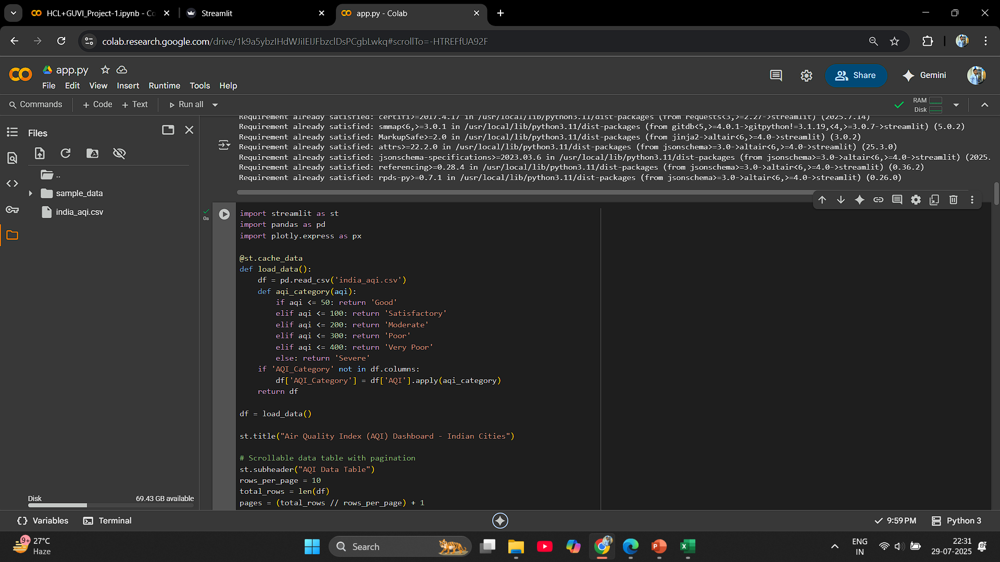 HCL+GUVI_Project-1.ipynb - Co
Streamlit
app.py - Colab
colab.research.google.com/drive/1k9a5ybzIHdWJiIEIJFbzclDsPCgbLwkq#scrollTo=-HTREFfUA92F
app.py
File Edit View Insert Runtime Tools Help
Share
Gemini
Commands + Code + Text Run all
RAM
Disk
Files
..
sample_data
india_aqi.csv
Requirement already satisfied: certifi>=2017.4.17 in /usr/local/lib/python3.11/dist-packages (from requests<3,>=2.27->streamlit) (2025.7.14)
Requirement already satisfied: smmap<6,>=3.0.1 in /usr/local/lib/python3.11/dist-packages (from gitdb<5,>=4.0.1->gitpython!=3.1.19,<4,>=3.0.7->streamlit) (5.0.2)
Requirement already satisfied: MarkupSafe>=2.0 in /usr/local/lib/python3.11/dist-packages (from jinja2->altair<6,>=4.0->streamlit) (3.0.2)
Requirement already satisfied: attrs>=22.2.0 in /usr/local/lib/python3.11/dist-packages (from jsonschema>=3.0->altair<6,>=4.0->streamlit) (25.3.0)
Requirement already satisfied: jsonschema-specifications>=2023.03.6 in /usr/local/lib/python3.11/dist-packages (from jsonschema>=3.0->altair<6,>=4.0->streamlit) (2025.
Requirement already satisfied: referencing>=0.28.4 in /usr/local/lib/python3.11/dist-packages (from jsonschema>=3.0->altair<6,>=4.0->streamlit) (0.36.2)
Requirement already satisfied: rpds-py>=0.7.1 in /usr/local/lib/python3.11/dist-packages (from jsonschema>=3.0->altair<6,>=4.0->streamlit) (0.26.0)
0s
import streamlit as st
import pandas as pd
import plotly.express as px
@st.cache_data
def load_data():
df = pd.read_csv('india_aqi.csv')
def aqi_category(aqi):
if aqi <= 50: return 'Good'
elif aqi <= 100: return 'Satisfactory'
elif aqi <= 200: return 'Moderate'
elif aqi <= 300: return 'Poor'
elif aqi <= 400: return 'Very Poor'
else: return 'Severe'
if 'AQI_Category' not in df.columns:
df['AQI_Category'] = df['AQI'].apply(aqi_category)
return df
df = load_data()
st.title("Air Quality Index (AQI) Dashboard - Indian Cities")
# Scrollable data table with pagination
st.subheader("AQI Data Table")
rows_per_page = 10
total_rows = len(df)
pages = (total_rows // rows_per_page) + 1
Disk 69.43 GB available
Variables Terminal
9:59 PM Python 3
9+
27°C
Haze
Search
ENG
IN
22:31
29-07-2025